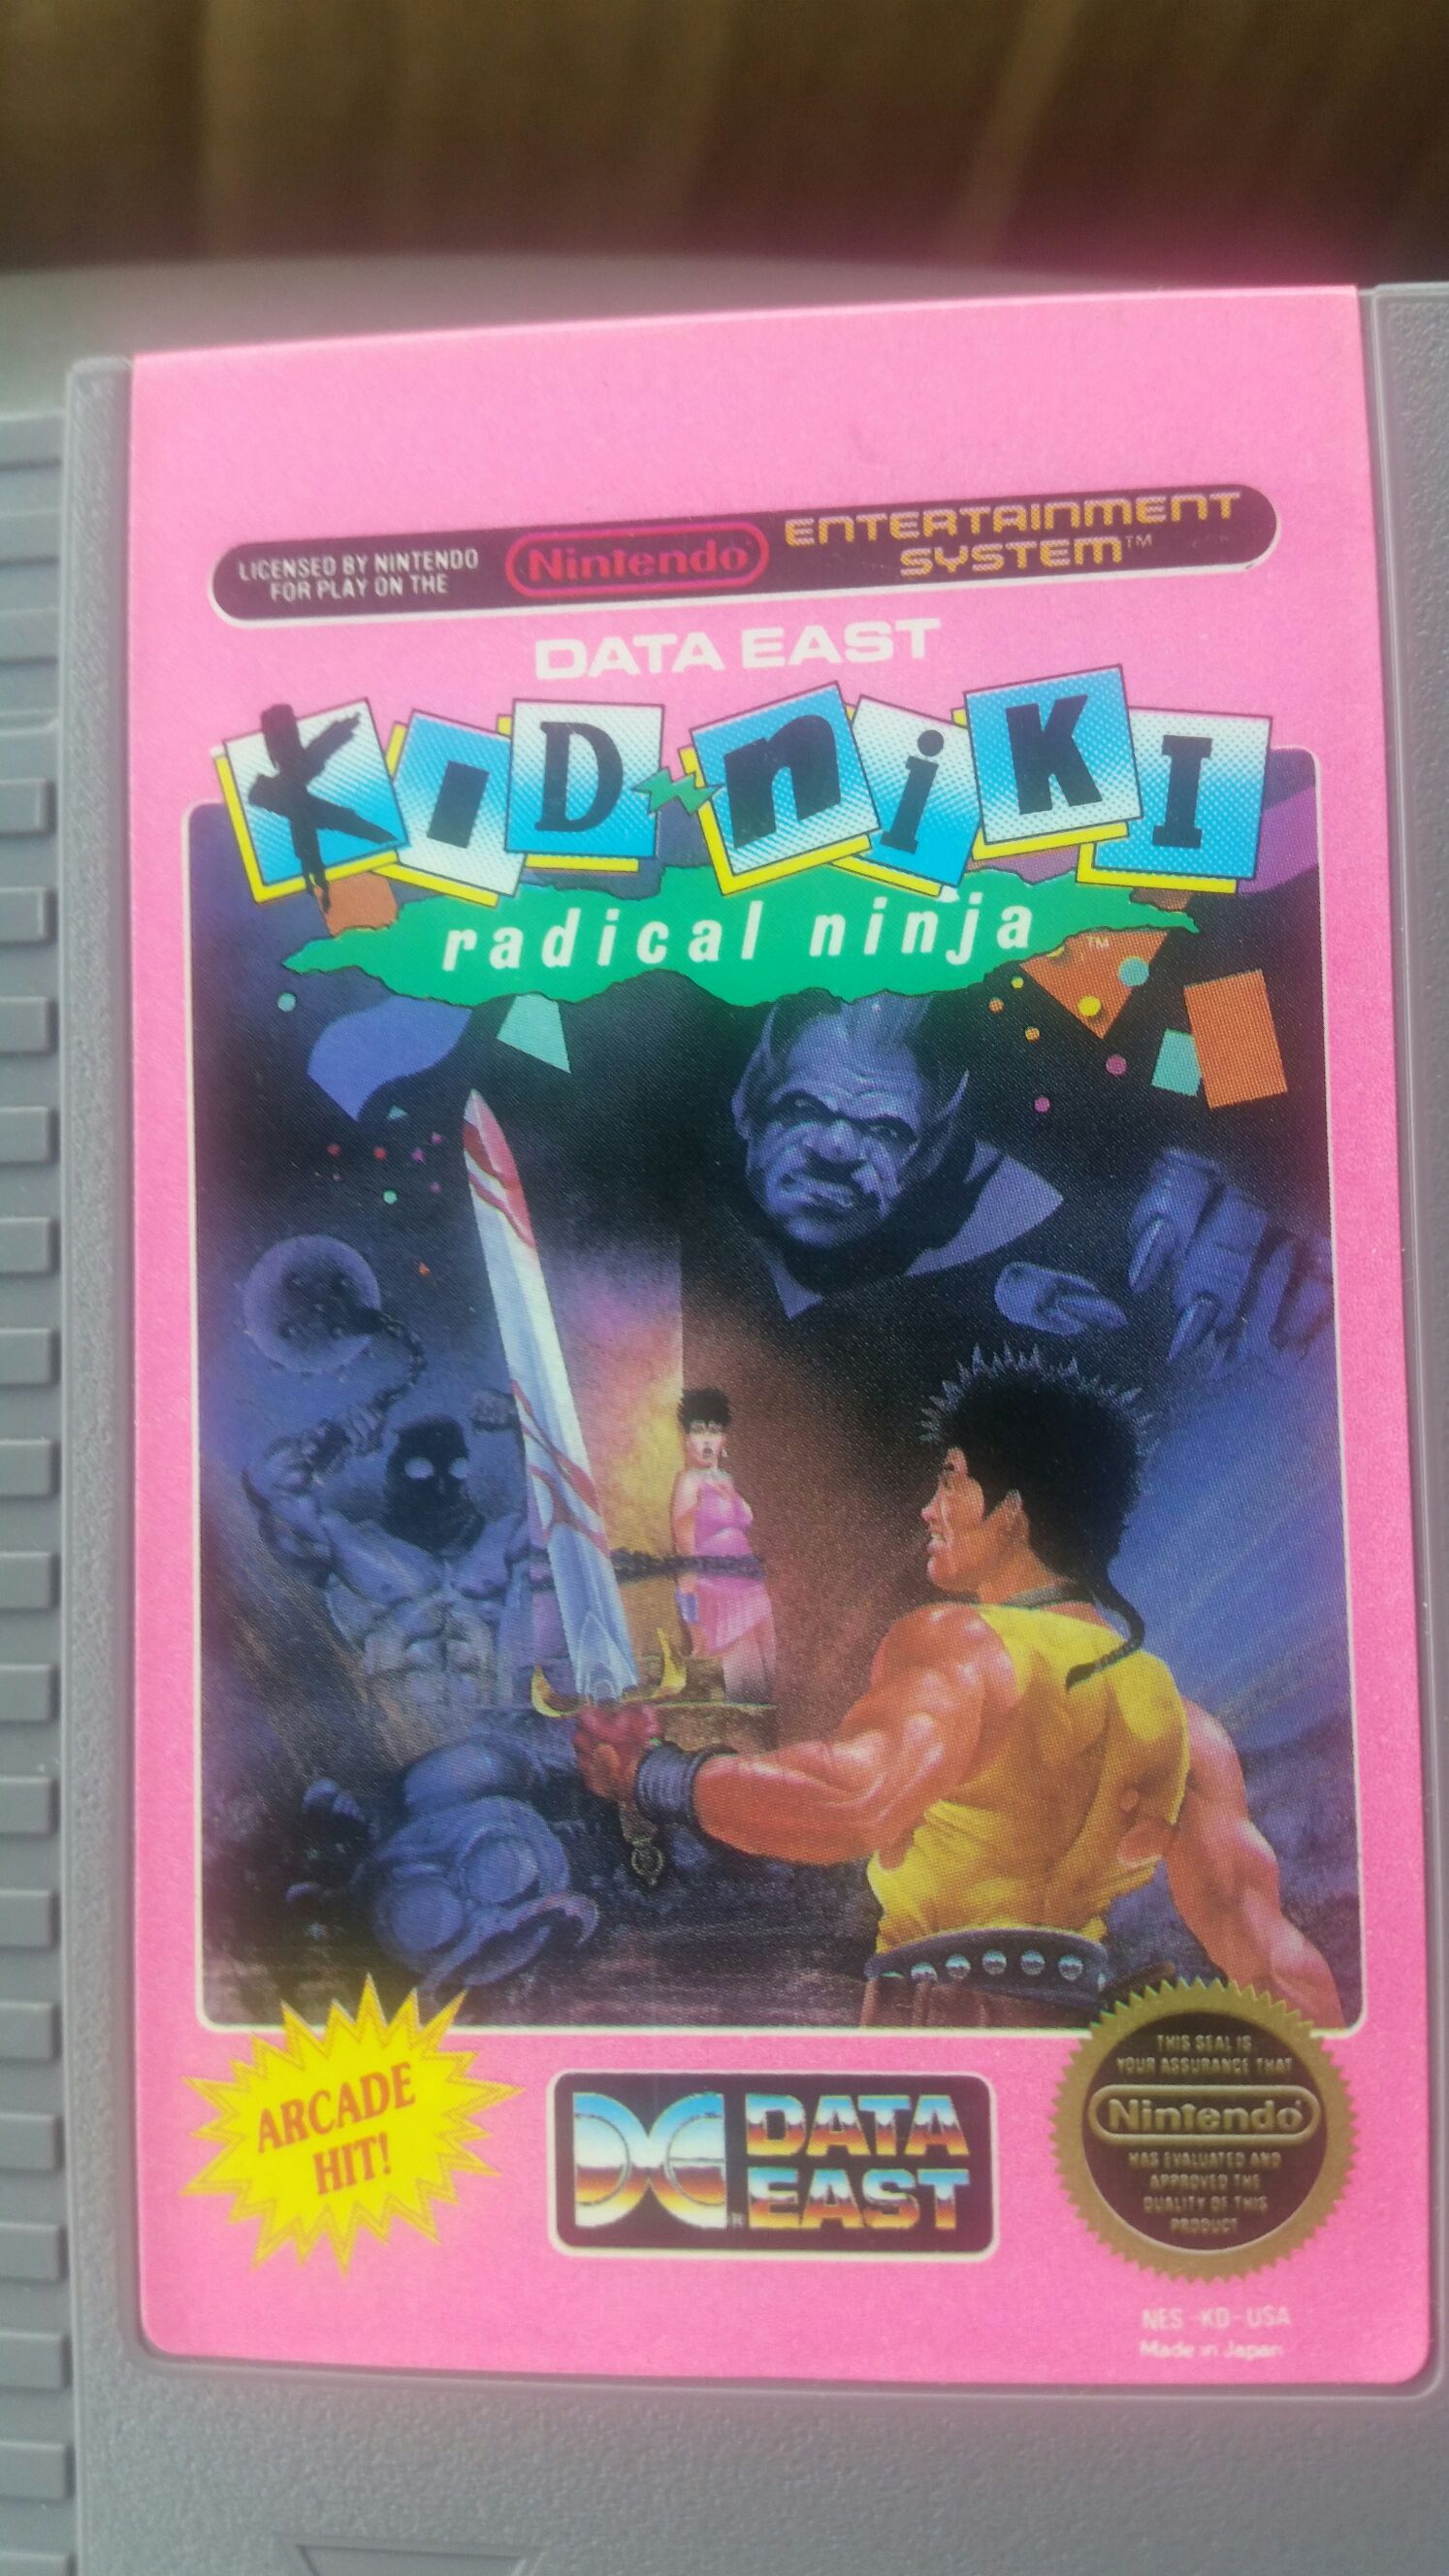 LICENSED BY NINTENDO
FOR PLAY ON THE
Nintendo®
ENTERTAINMENT
SYSTEM™
DATA EAST
KID niKI
radical ninja™
ARCADE
HIT!
DATA
EAST®
THIS SEAL IS
YOUR ASSURANCE THAT
Nintendo®
HAS EVALUATED AND
APPROVED THE
QUALITY OF THIS
PRODUCT
NES-KD-USA
Made in Japan